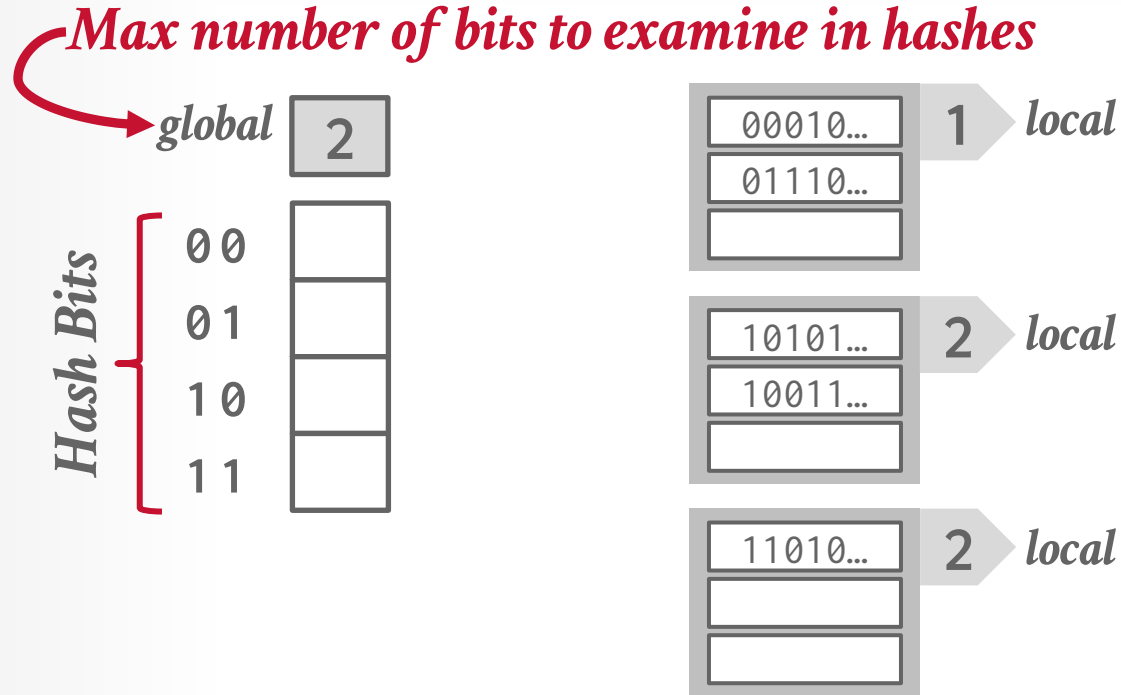 Max number of bits to examine in hashes
global 2
Hash Bits
00
01
10
11
00010… 1 local
01110…
10101… 2 local
10011…
11010… 2 local